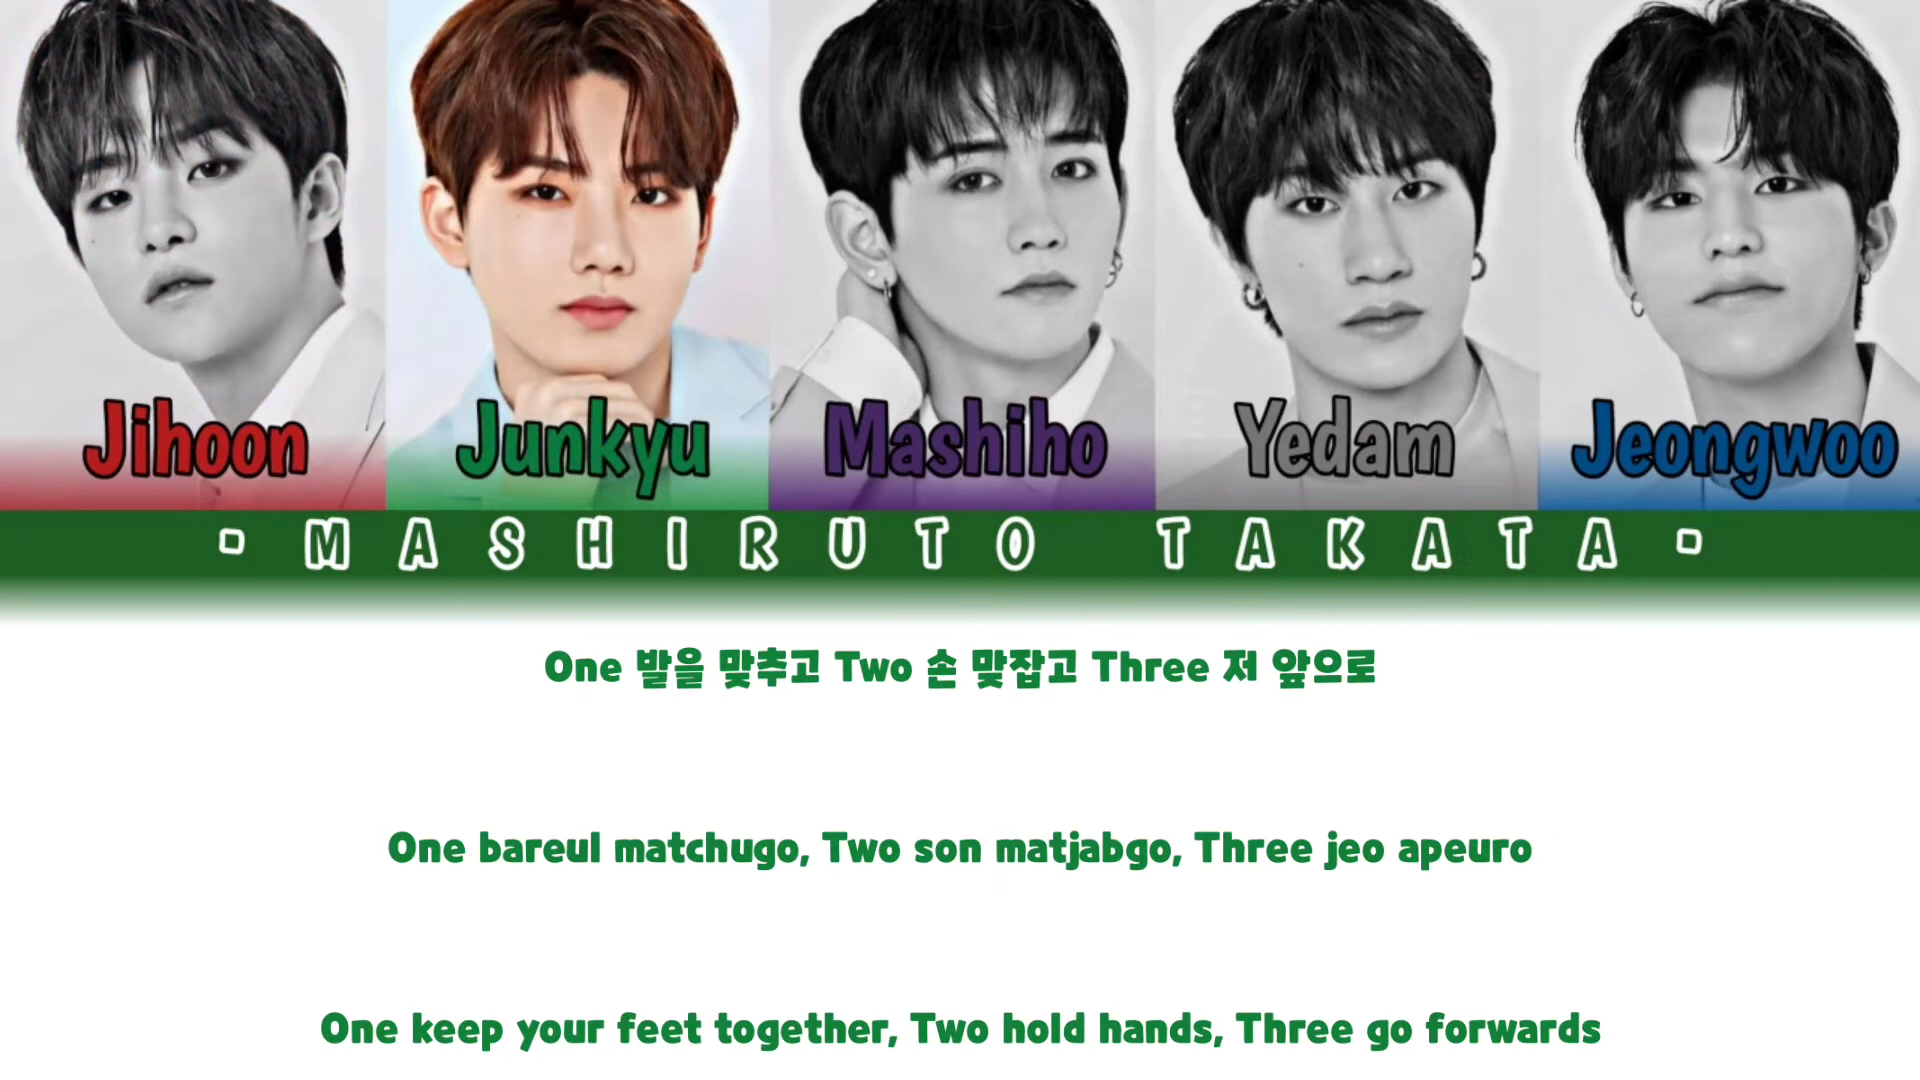 Jihoon Junkyu Mashiho Yedam Jeongwoo
▫MASHIRUTO TAKATA▫
One 발을 맞추고 Two 손 맞잡고 Three 저 앞으로
One bareul matchugo, Two son matjabgo, Three jeo apeuro
One keep your feet together, Two hold hands, Three go forwards